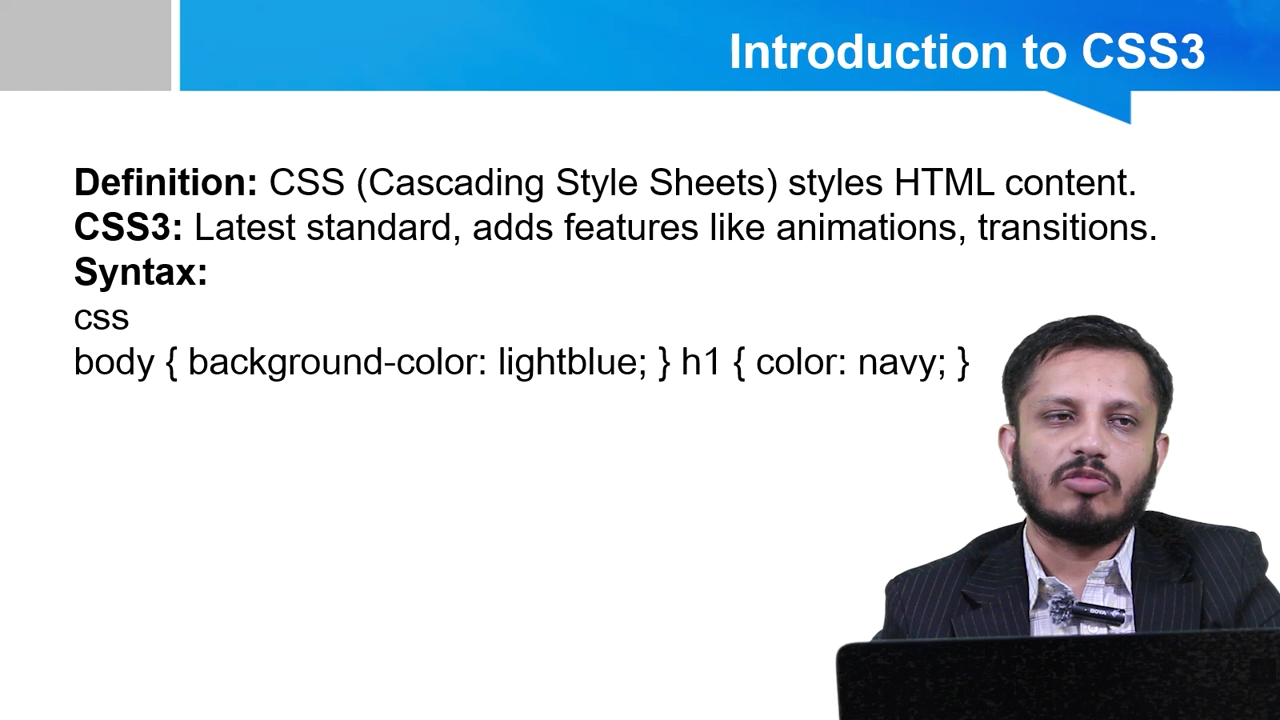 Introduction to CSS3
Definition: CSS (Cascading Style Sheets) styles HTML content.
CSS3: Latest standard, adds features like animations, transitions.
Syntax:
css
body { background-color: lightblue; } h1 { color: navy; }
BOYA